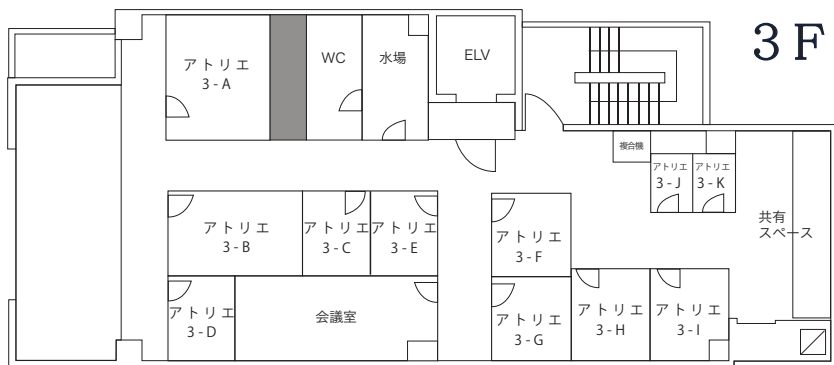 3F
アトリエ
3-A
WC
水場
ELV
複合機
アトリエ
3-J
アトリエ
3-K
共有
スペース
アトリエ
3-B
アトリエ
3-C
アトリエ
3-E
アトリエ
3-F
アトリエ
3-D
会議室
アトリエ
3-G
アトリエ
3-H
アトリエ
3-I